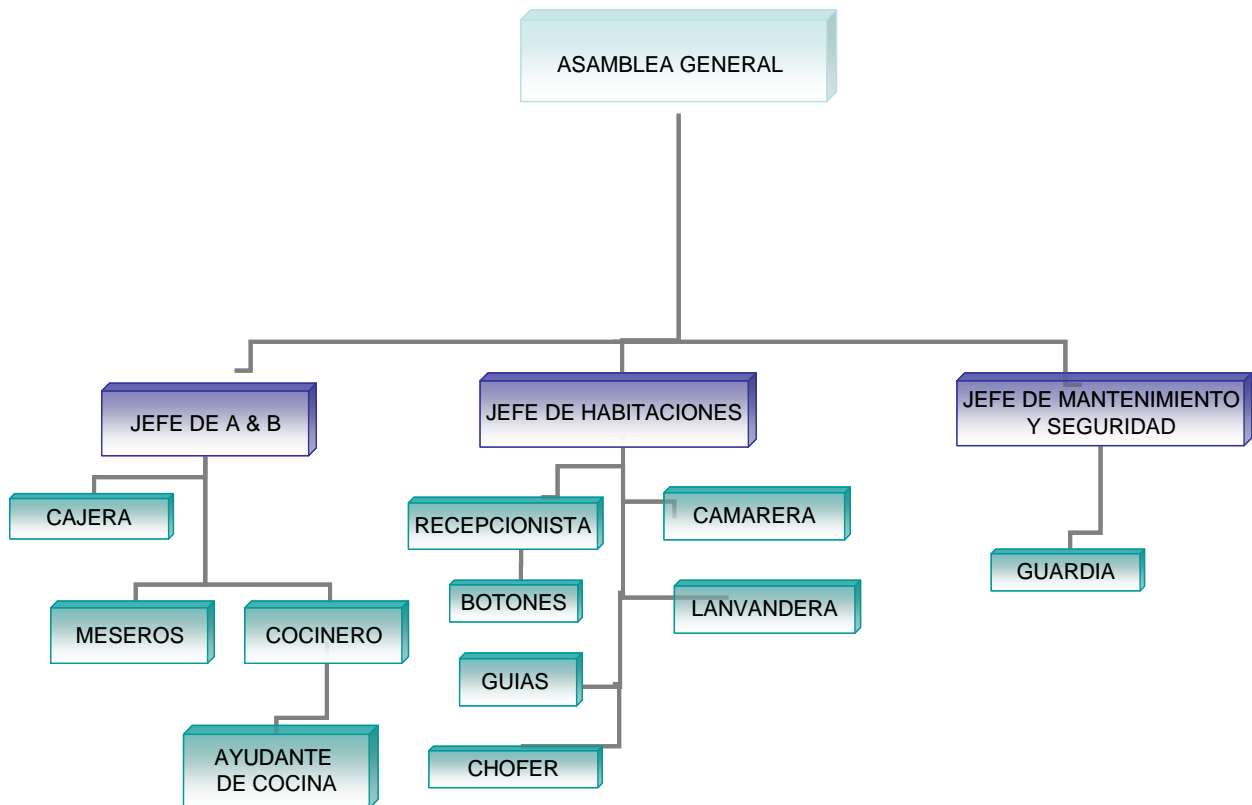 ASAMBLEA GENERAL
JEFE DE A & B
JEFE DE HABITACIONES
JEFE DE MANTENIMIENTO
Y SEGURIDAD
CAJERA
RECEPCIONISTA
CAMARERA
GUARDIA
BOTONES
LANVANDERA
MESEROS
COCINERO
GUIAS
AYUDANTE
DE COCINA
CHOFER